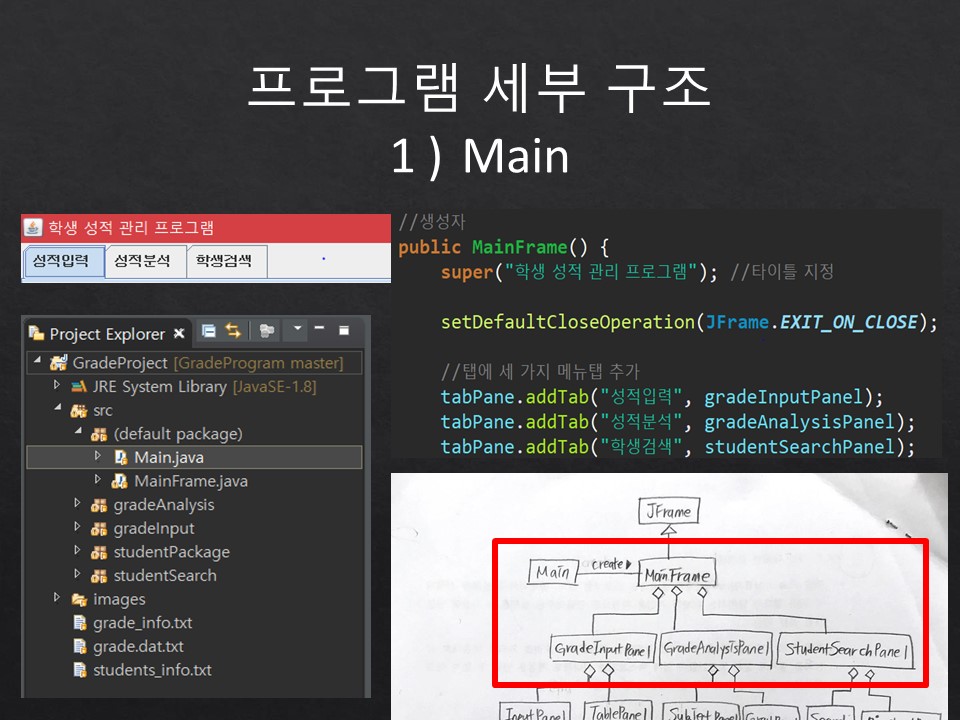 프로그램 세부 구조
1 ) Main
학생 성적 관리 프로그램
성적입력 성적분석 학생검색
//생성자
public MainFrame() {
super("학생 성적 관리 프로그램"); //타이틀 지정
setDefaultCloseOperation(JFrame.EXIT_ON_CLOSE);
//탭에 세 가지 메뉴탭 추가
tabPane.addTab("성적입력", gradeInputPanel);
tabPane.addTab("성적분석", gradeAnalysisPanel);
tabPane.addTab("학생검색", studentSearchPanel);
Project Explorer
GradeProject [GradeProgram master]
JRE System Library [JavaSE-1.8]
src
(default package)
Main.java
MainFrame.java
gradeAnalysis
gradeInput
studentPackage
studentSearch
images
grade_info.txt
grade.dat.txt
students_info.txt
JFrame
Main create MainFrame
GradeInputPanel GradeAnalysisPanel StudentSearchPanel
InputPanel TablePanel SubjectPanel